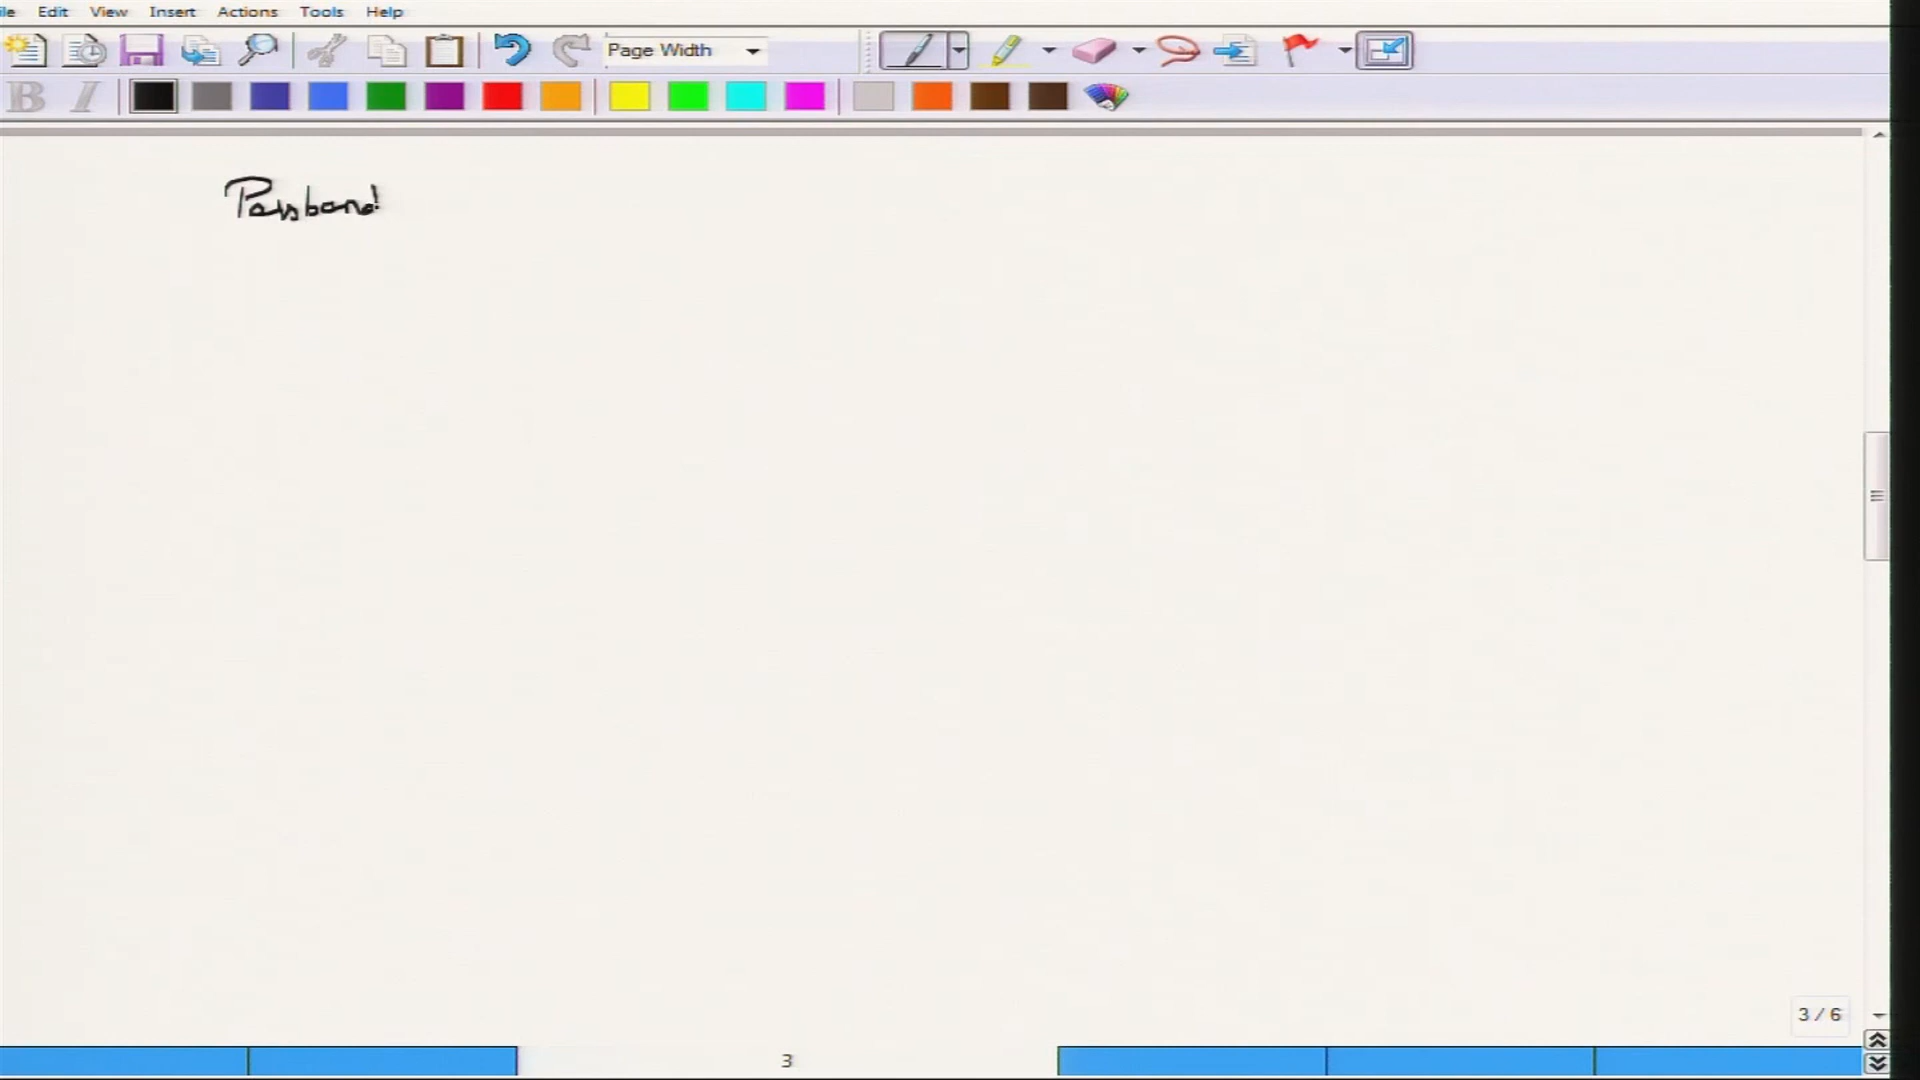 ile Edit View Insert Actions Tools Help
Page Width
B I
Passband
3 / 6
3